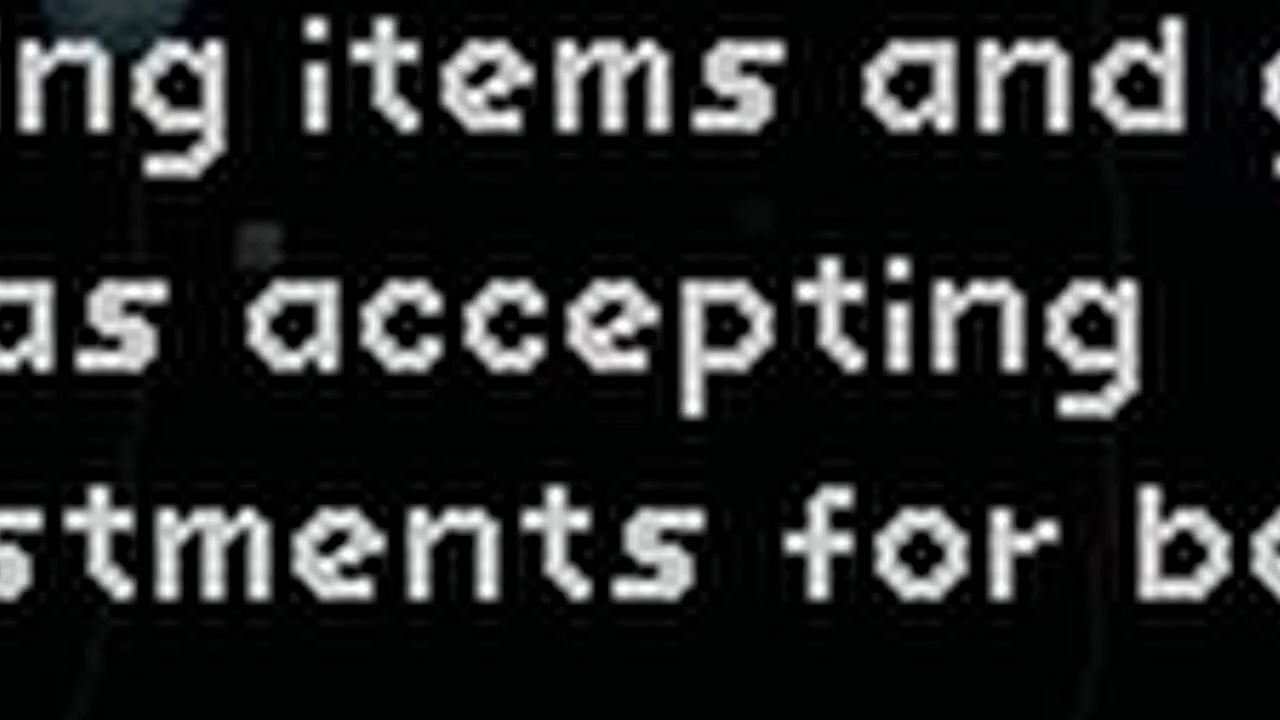 ng items and
as accepting
stments for